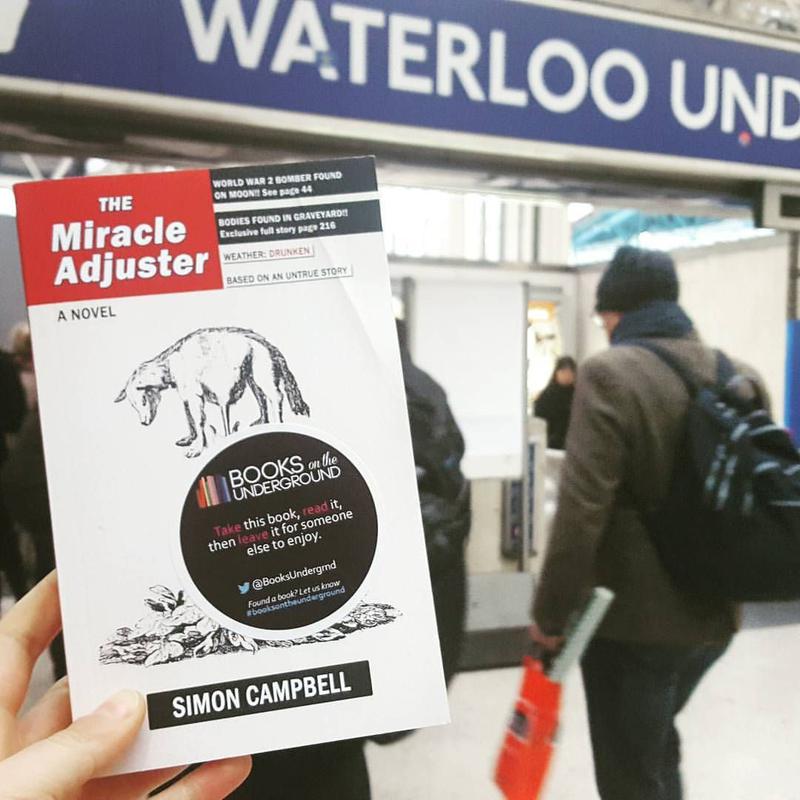 WATERLOO UND
THE
Miracle
Adjuster
WORLD WAR 2 BOMBER FOUND
ON MOON!! See page 44
BODIES FOUND IN GRAVEYARD!!
Exclusive full story page 216
WEATHER: DRUNKEN
BASED ON AN UNTRUE STORY
A NOVEL
BOOKS on the
UNDERGROUND
Take this book, read it,
then leave it for someone
else to enjoy.
@BooksUndergrnd
Found a book? Let us know
#booksontheunderground
SIMON CAMPBELL